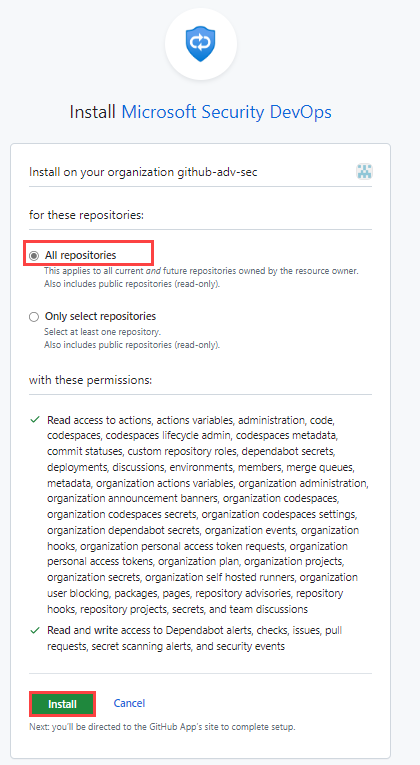 Install Microsoft Security DevOps
Install on your organization github-adv-sec
for these repositories:
All repositories
This applies to all current and future repositories owned by the resource owner.
Also includes public repositories (read-only).
Only select repositories
Select at least one repository.
Also includes public repositories (read-only).
with these permissions:
Read access to actions, actions variables, administration, code,
codespaces, codespaces lifecycle admin, codespaces metadata,
commit statuses, custom repository roles, dependabot secrets,
deployments, discussions, environments, members, merge queues,
metadata, organization actions variables, organization administration,
organization announcement banners, organization codespaces,
organization codespaces secrets, organization codespaces settings,
organization dependabot secrets, organization events, organization
hooks, organization personal access token requests, organization
personal access tokens, organization plan, organization projects,
organization secrets, organization self hosted runners, organization
user blocking, packages, pages, repository advisories, repository
hooks, repository projects, secrets, and team discussions
Read and write access to Dependabot alerts, checks, issues, pull
requests, secret scanning alerts, and security events
Install Cancel
Next: you'll be directed to the GitHub App's site to complete setup.